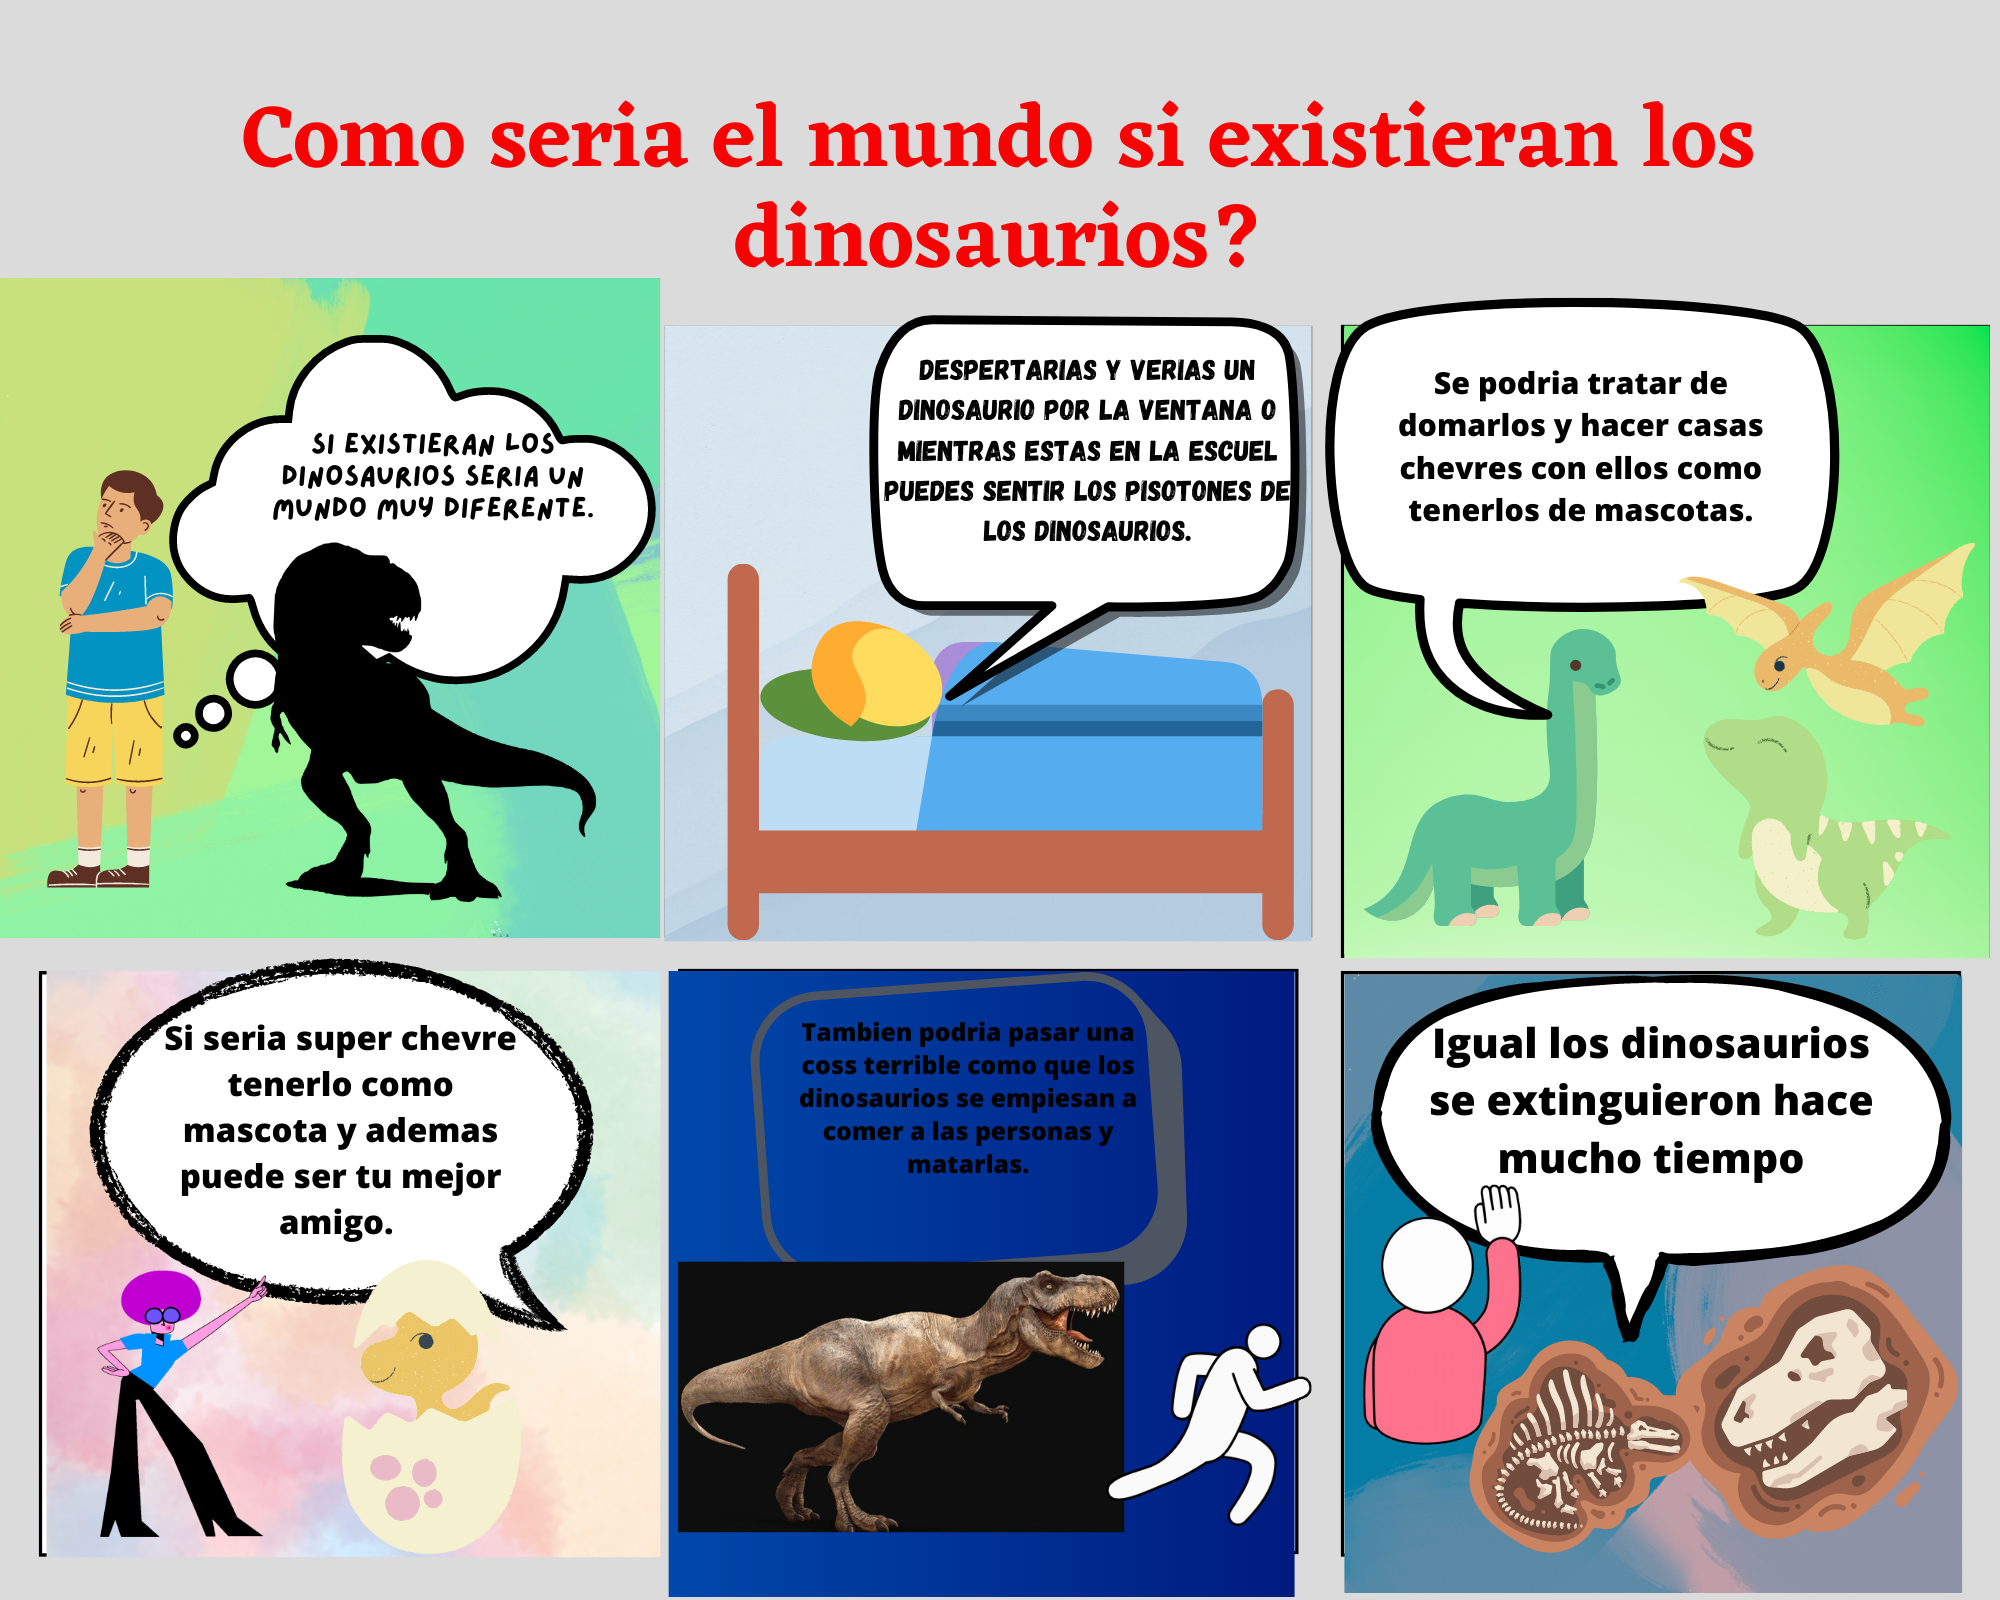 Como seria el mundo si existieran los
dinosaurios?
SI EXISTIERAN LOS
DINOSAURIOS SERIA UN
MUNDO MUY DIFERENTE.
DESPERTARIAS Y VERIAS UN
DINOSAURIO POR LA VENTANA O
MIENTRAS ESTAS EN LA ESCUEL
PUEDES SENTIR LOS PISOTONES DE
LOS DINOSAURIOS.
Se podria tratar de
domarlos y hacer casas
chevres con ellos como
tenerlos de mascotas.
Si seria super chevre
tenerlo como
mascota y ademas
puede ser tu mejor
amigo.
Tambien podria pasar una
coss terrible como que los
dinosaurios se empiesan a
comer a las personas y
matarlas.
Igual los dinosaurios
se extinguieron hace
mucho tiempo